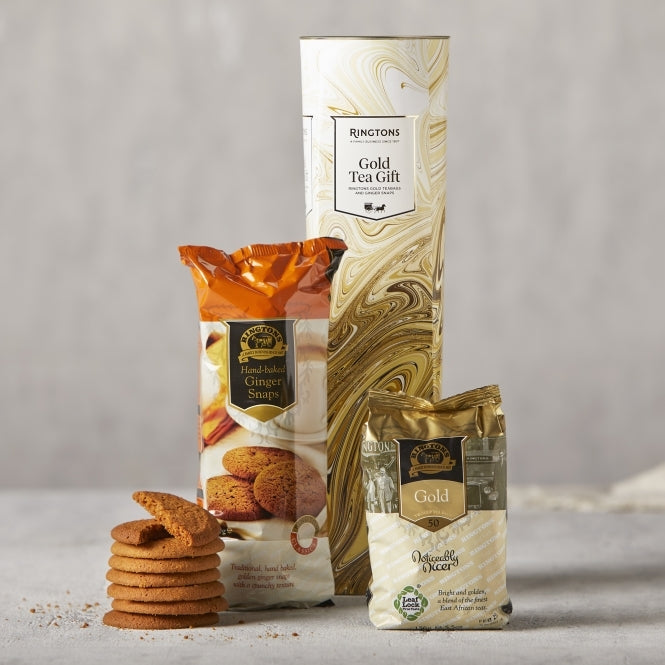 RINGTONS
A FAMILY BUSINESS SINCE 1907
Gold
Tea Gift
RINGTONS GOLD TEABAGS
AND GINGER SNAPS
RINGTONS
Hand-baked
Ginger
Snaps
Traditional, hand baked,
golden ginger snaps
with a crunchy texture
RINGTONS
RINGTONS
Gold
50
Noticeably
Nicer
Leaf
Lock
Bright and golden,
a blend of the finest
East African teas.